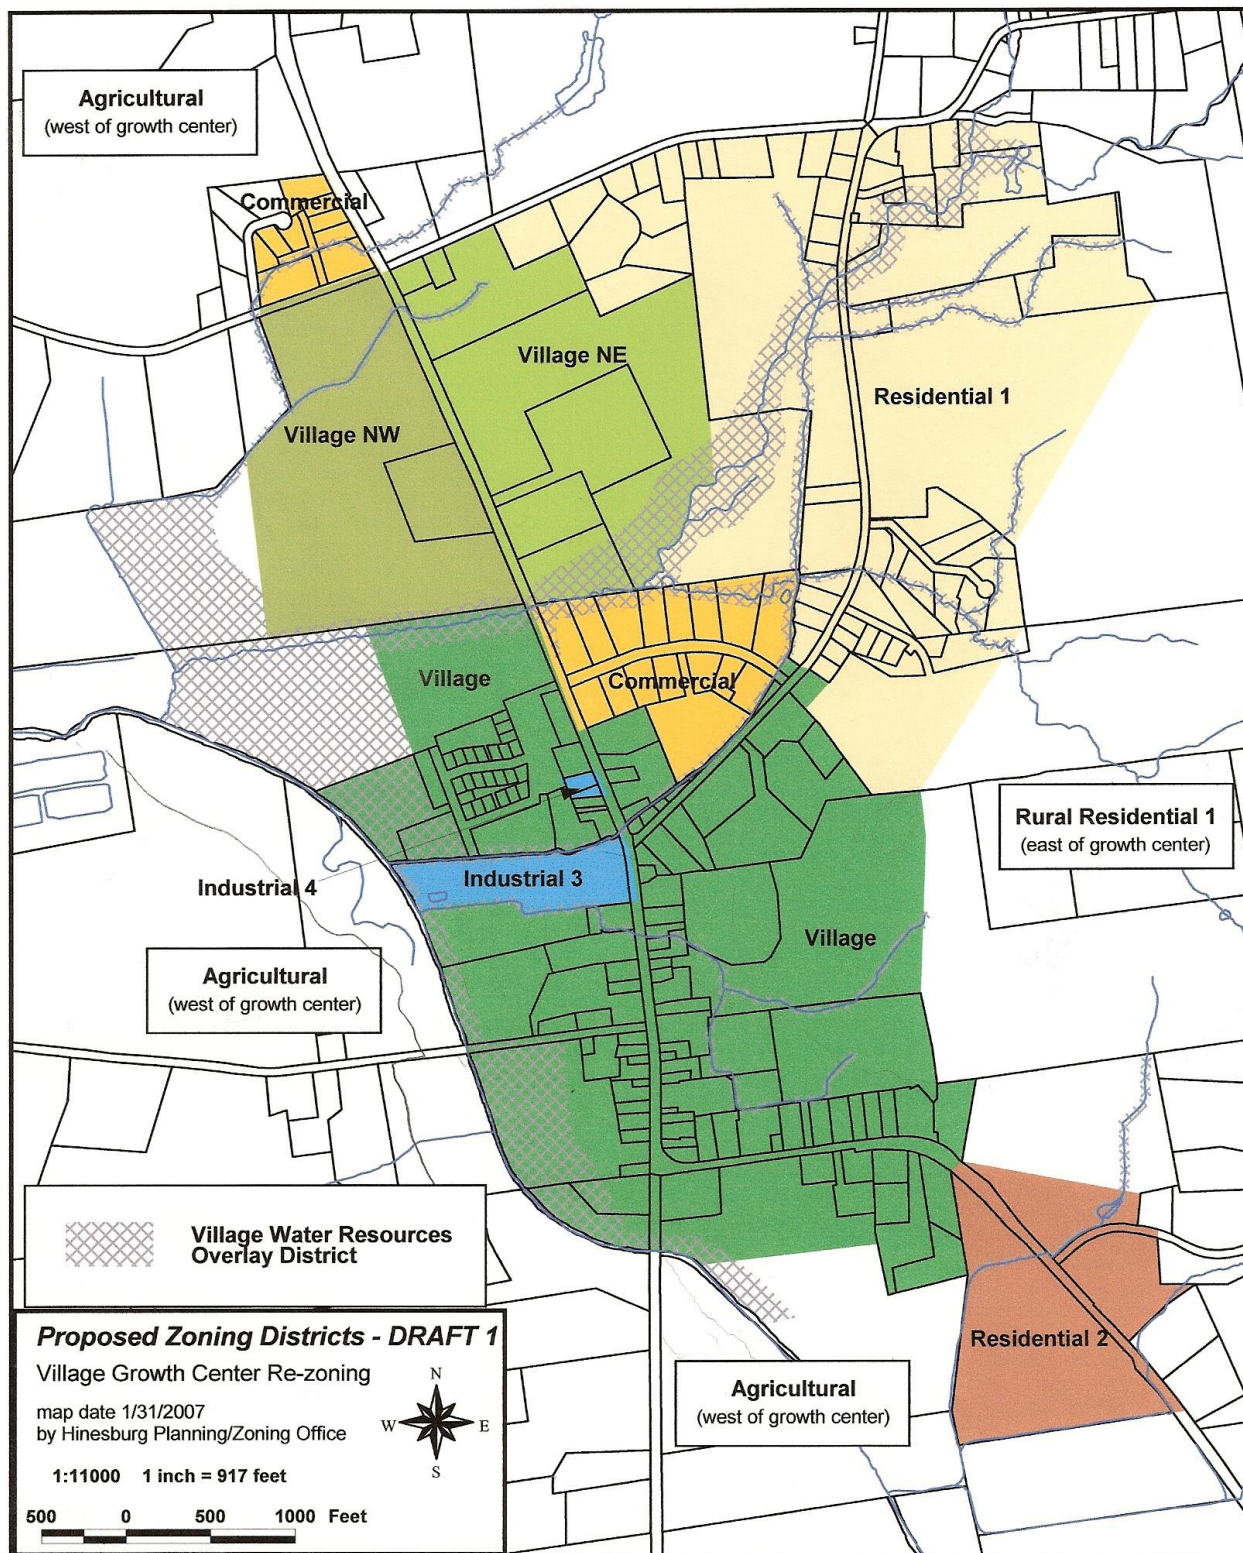 Agricultural
(west of growth center)
Commercial
Village NE
Residential 1
Village NW
Village
Commercial
Rural Residential 1
(east of growth center)
Industrial 3
Industrial 4
Village
Agricultural
(west of growth center)
Village Water Resources
Overlay District
Proposed Zoning Districts - DRAFT 1
Village Growth Center Re-zoning
map date 1/31/2007
by Hinesburg Planning/Zoning Office
N
W
E
S
1:11000 1 inch = 917 feet
500 0 500 1000 Feet
Residential 2
Agricultural
(west of growth center)